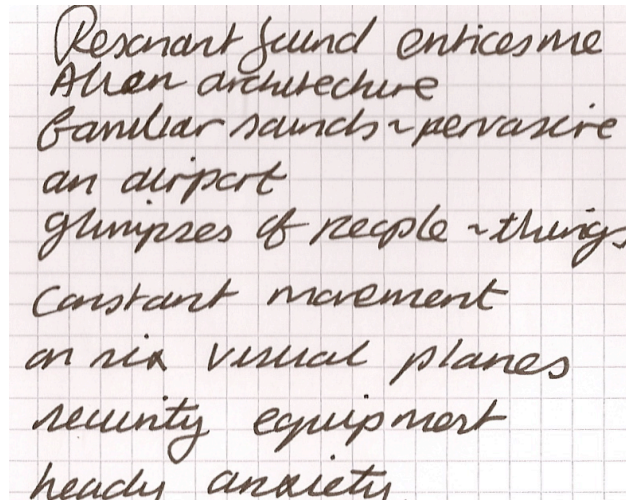 Resonant sound entices me
Alien architecture
familiar sounds ~ pervasive
an airport
glimpses of people ~ things
constant movement
on six visual planes
security equipment
heady anxiety